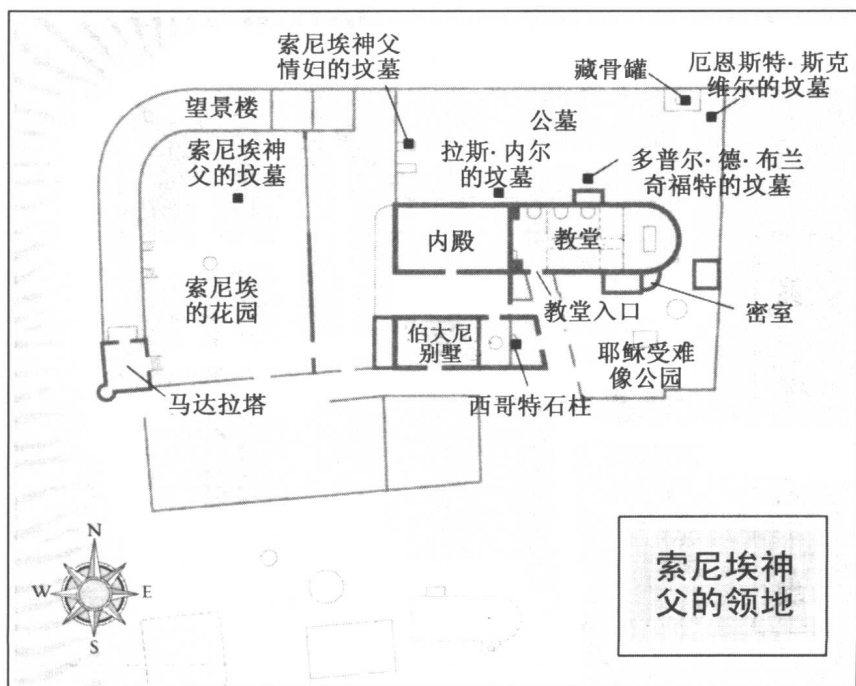 索尼埃神父
情妇的坟墓
藏骨罐
厄恩斯特·斯克
维尔的坟墓
望景楼
公墓
索尼埃神
父的坟墓
拉斯·内尔
的坟墓
多普尔·德·布兰
奇福特的坟墓
内殿
教堂
索尼埃
的花园
教堂入口
密室
伯大尼
别墅
耶稣受难
像公园
马达拉塔
西哥特石柱
N
W
E
S
索尼埃神
父的领地